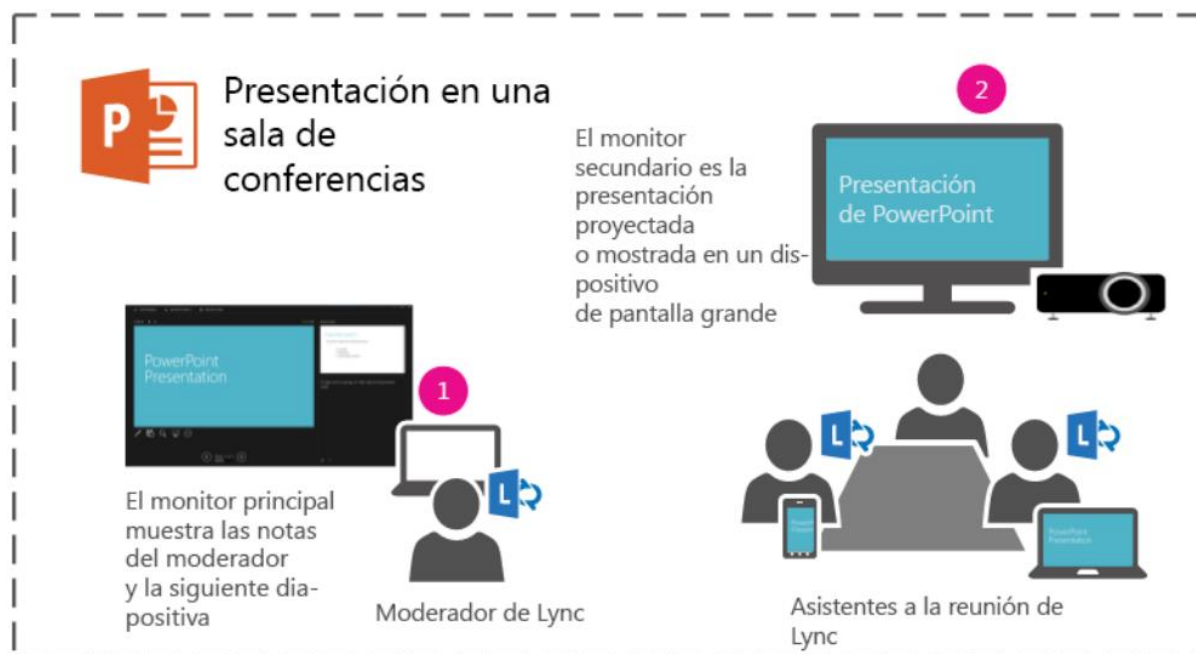 P
Presentación en una
sala de
conferencias
2
El monitor
secundario es la
presentación
proyectada
o mostrada en un dis-
positivo
de pantalla grande
Presentación
de PowerPoint
PowerPoint
Presentation
1
L
El monitor principal
muestra las notas
del moderador
y la siguiente dia-
positiva
Moderador de Lync
L
L
PowerPoint
Presentation
Asistentes a la reunión de
Lync